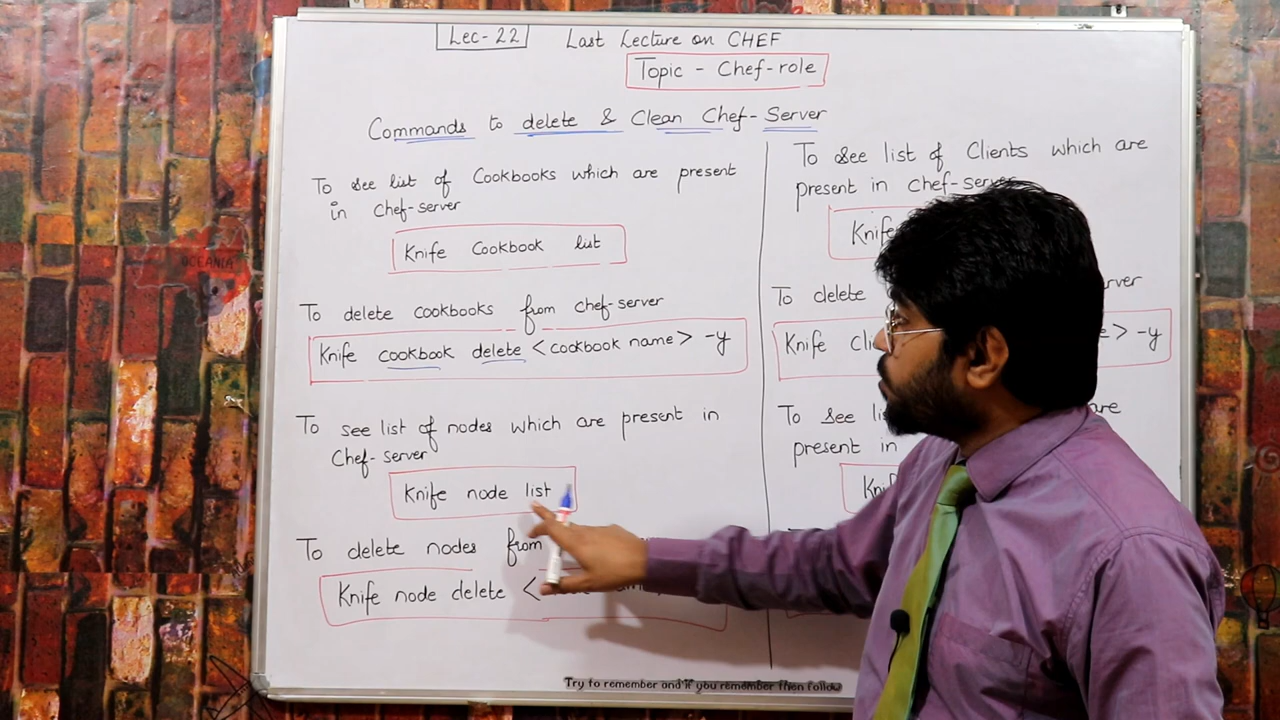 Lec-22
Last Lecture on CHEF
Topic - Chef-role
Commands to delete & Clean Chef-Server
To see list of Cookbooks which are present
in Chef-server
Knife Cookbook list
To delete cookbooks from chef-server
Knife cookbook delete <cookbook name> -y
To see list of nodes which are present in
Chef-server
Knife node list
To delete nodes from
Knife node delete <
To see list of Clients which are
present in Chef-server
Knife
To delete
Knife > -y
To see are
present in
OCEANIA
Try to remember and if you remember then follow